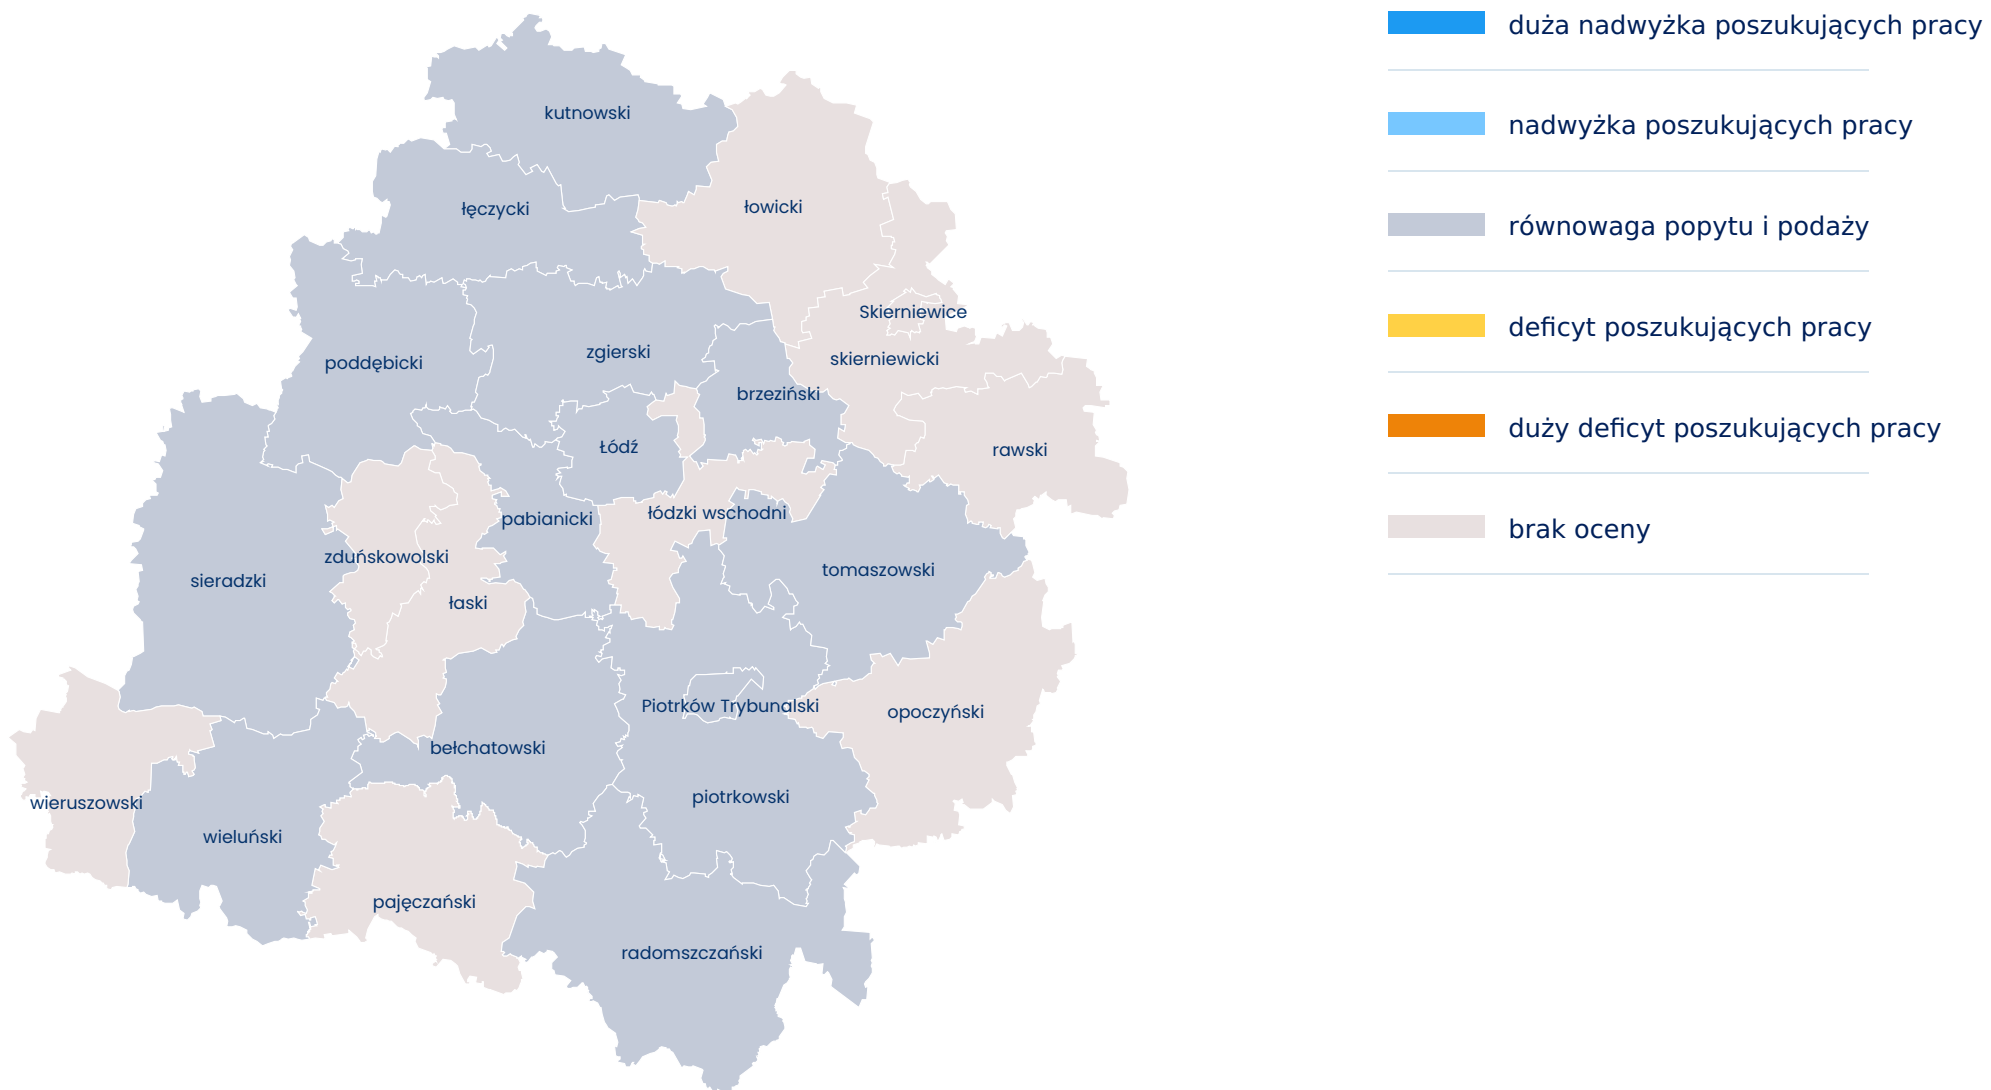 duża nadwyżka poszukujących pracy
nadwyżka poszukujących pracy
równowaga popytu i podaży
deficyt poszukujących pracy
duży deficyt poszukujących pracy
brak oceny
kutnowski
łęczycki
łowicki
Skierniewice
zgierski
skierniewicki
poddębicki
brzeziński
Łódź
rawski
łódzki wschodni
pabianicki
zduńskowolski
tomaszowski
sieradzki
łaski
Piotrków Trybunalski
opoczyński
bełchatowski
piotrkowski
wieruszowski
wieluński
pajęczański
radomszczański